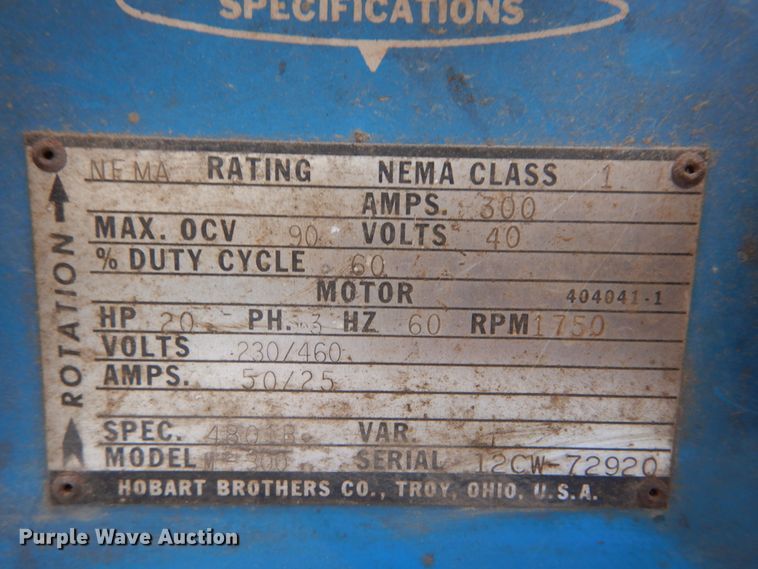 SPECIFICATIONS
NEMA RATING NEMA CLASS 1
AMPS. 300
MAX. OCV 90 VOLTS 40
% DUTY CYCLE 60
MOTOR 404041-1
HP 20 PH. 3 HZ 60 RPM 1750
VOLTS 230/460
AMPS. 50/25
SPEC. 4801B VAR.
MODEL 300 SERIAL 12CW-72920
HOBART BROTHERS CO., TROY, OHIO, U.S.A.
ROTATION
Purple Wave Auction